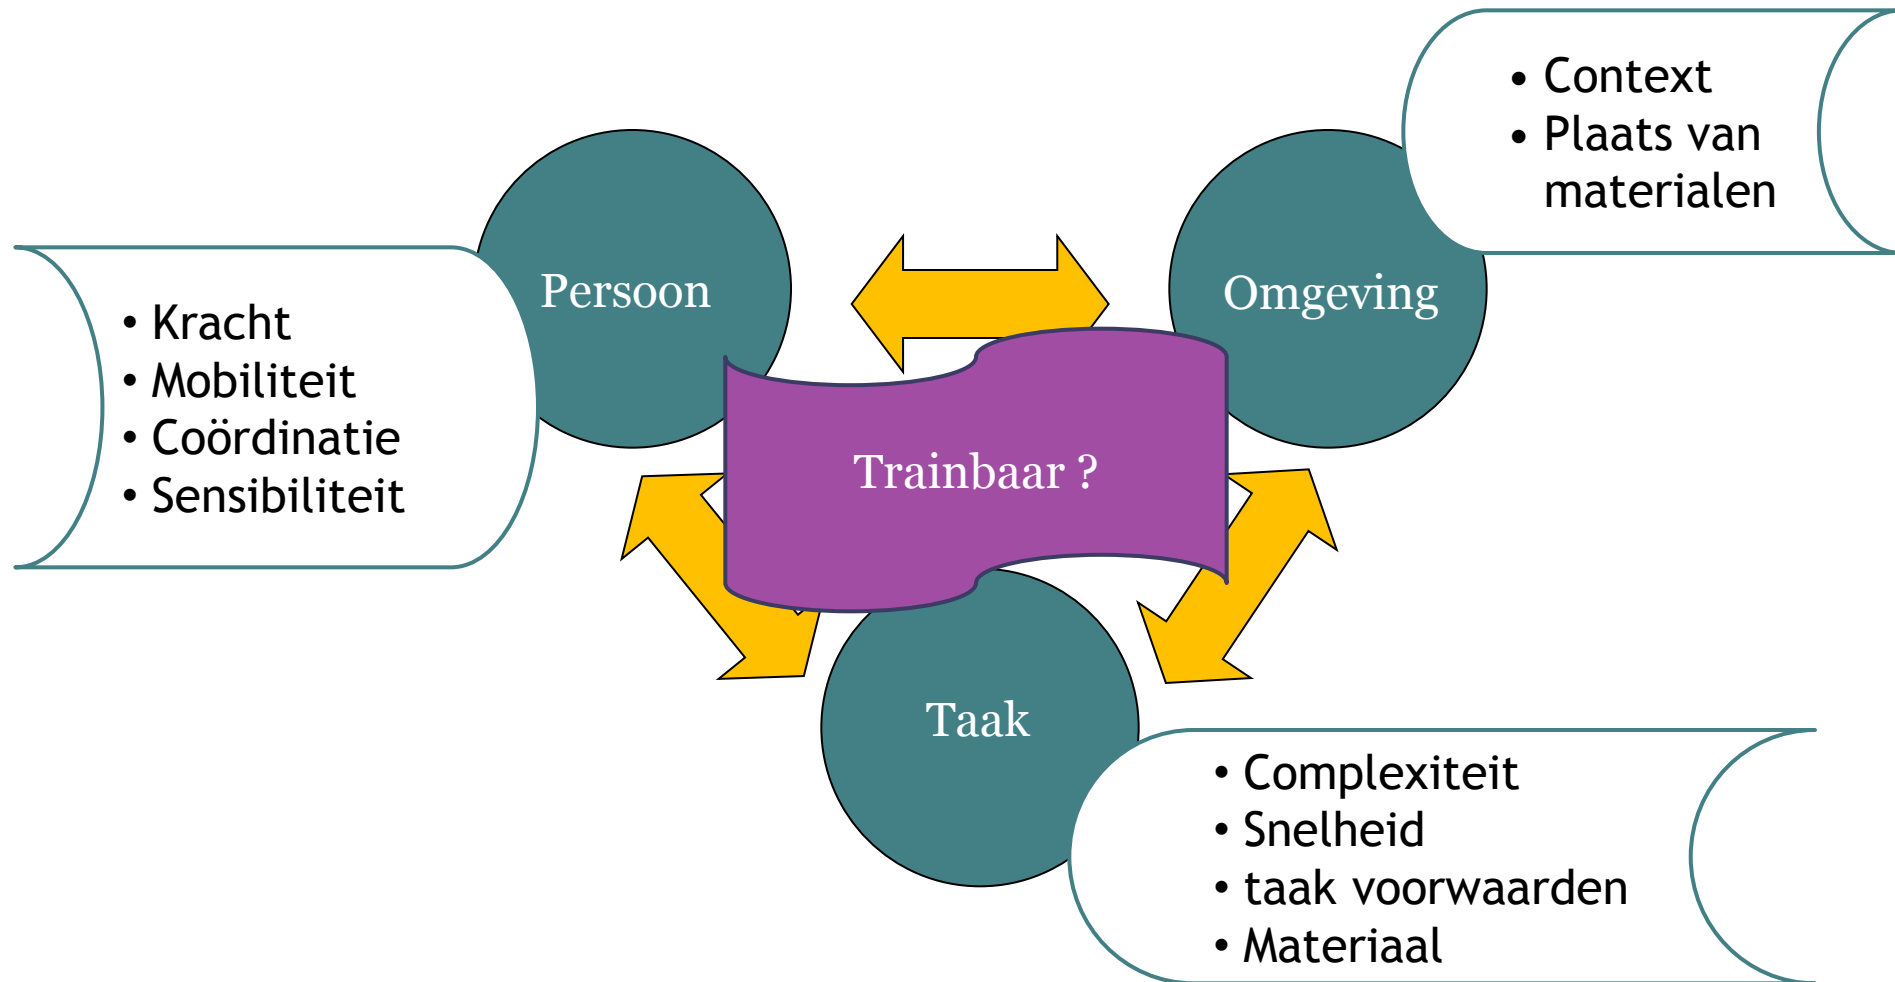 • Context
• Plaats van
materialen
Persoon
Omgeving
• Kracht
• Mobiliteit
• Coördinatie
• Sensibiliteit
Trainbaar ?
Taak
• Complexiteit
• Snelheid
• taak voorwaarden
• Materiaal